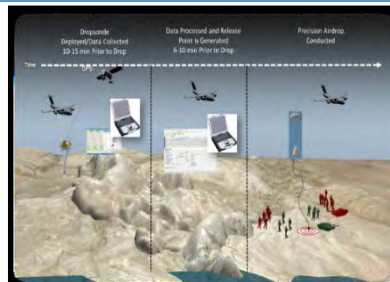 Dropsonde
Deployed/Data Collected
10-15 min Prior to Drop
Data Processed and Release
Point is Generated
6-10 min Prior to Drop
Precision Airdrop
Conducted
Time
GPS